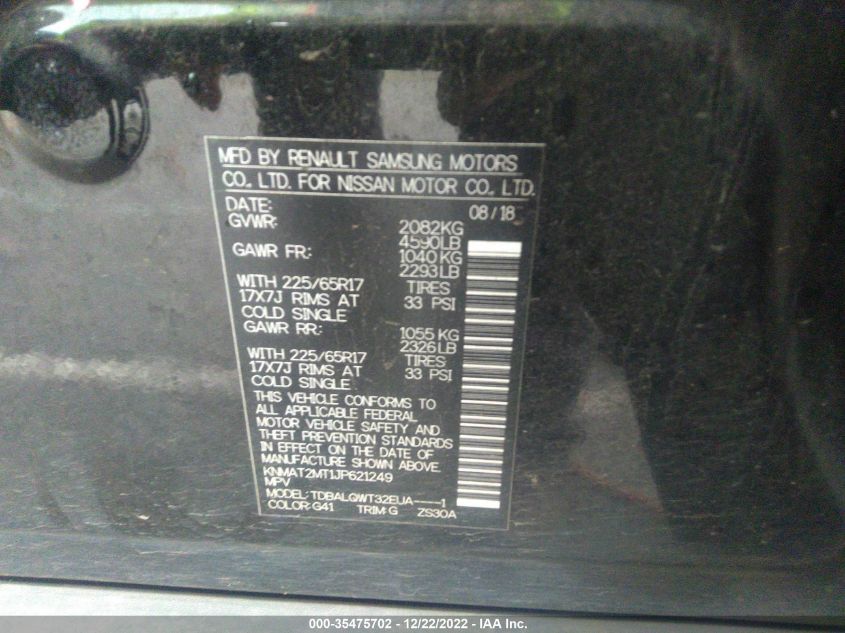 MFD BY RENAULT SAMSUNG MOTORS
CO., LTD. FOR NISSAN MOTOR CO., LTD.
DATE: 08/18
GVWR: 2082KG
4590LB
GAWR FR: 1040KG
2293LB
WITH 225/65R17 TIRES
17X7J RIMS AT 33 PSI
COLD SINGLE
GAWR RR: 1055 KG
2326LB
WITH 225/65R17 TIRES
17X7J RIMS AT 33 PSI
COLD SINGLE
THIS VEHICLE CONFORMS TO
ALL APPLICABLE FEDERAL
MOTOR VEHICLE SAFETY AND
THEFT PREVENTION STANDARDS
IN EFFECT ON THE DATE OF
MANUFACTURE SHOWN ABOVE.
KNMAT2MT1JP621249
MPV
MODEL: TDBALQWT32EUA-----1
COLOR:G41 TRIM:G ZS30A
000-35475702 - 12/22/2022 - IAA Inc.